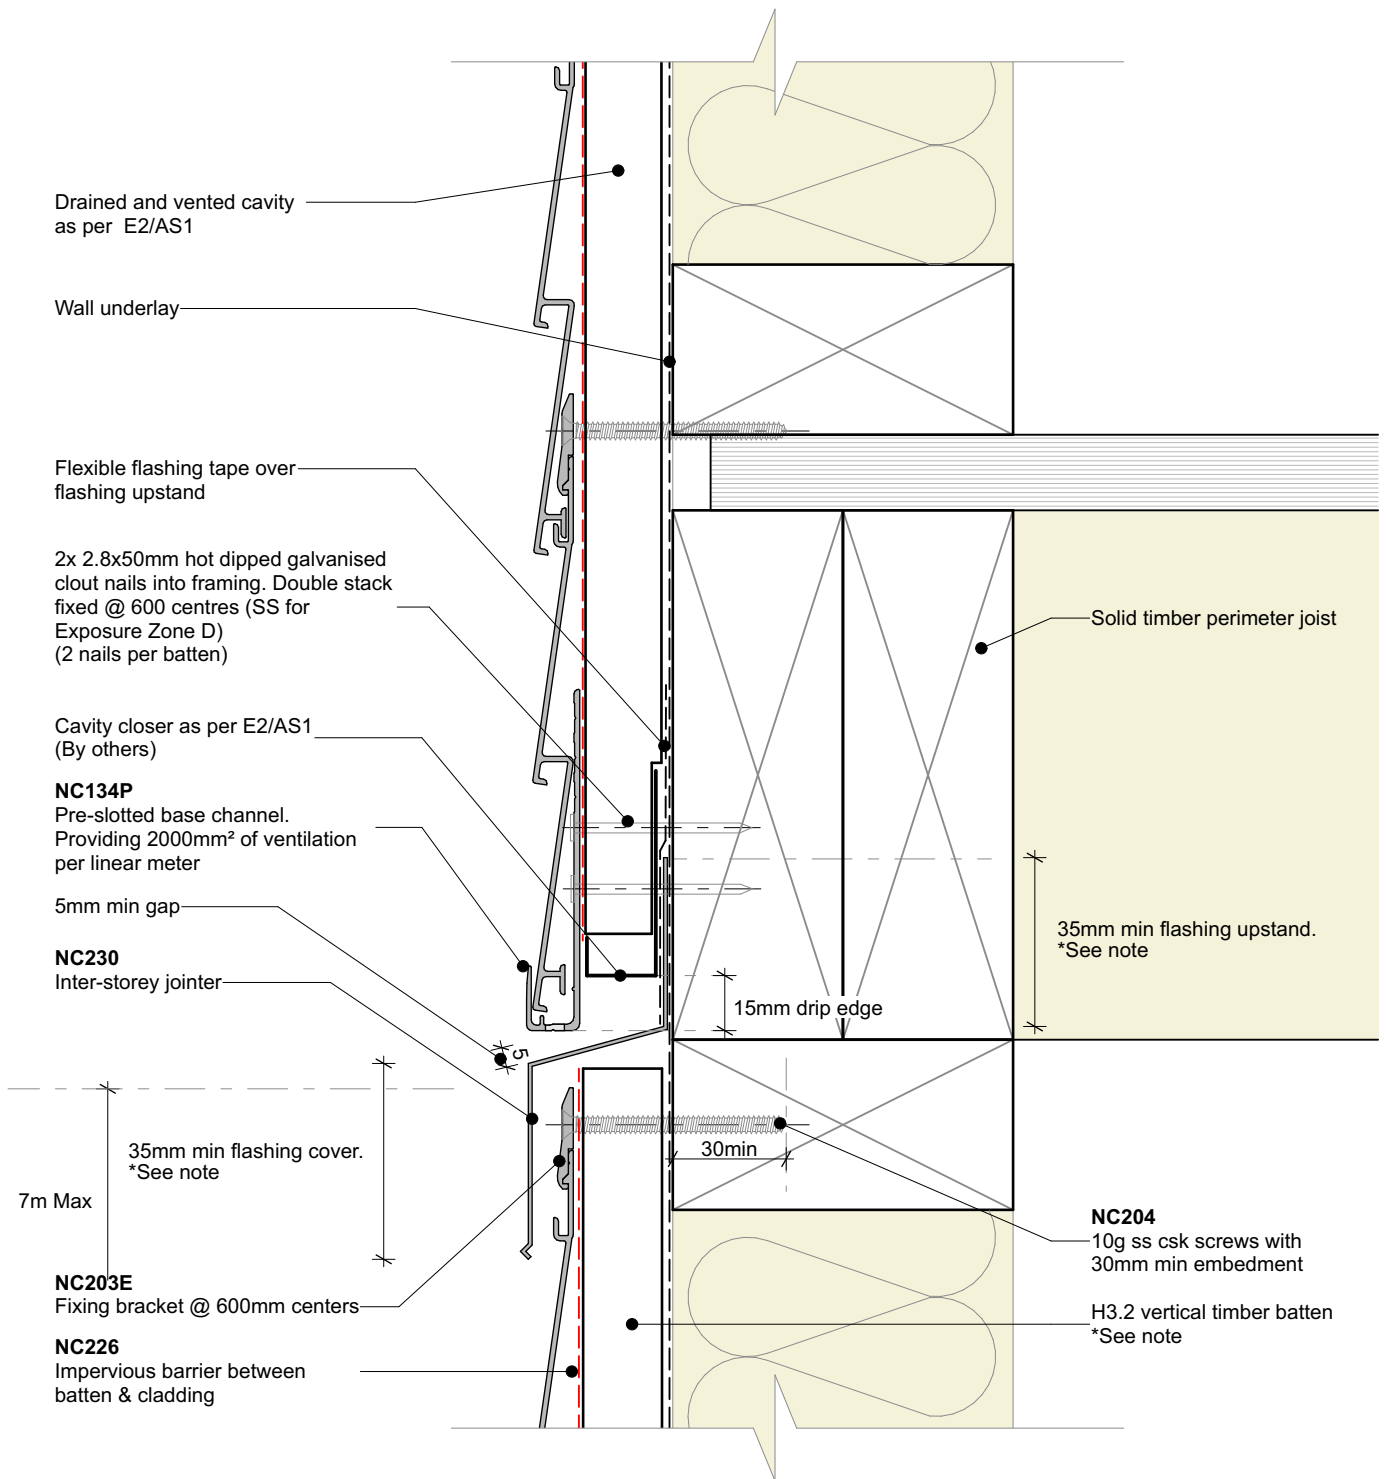 Drained and vented cavity
as per E2/AS1
Wall underlay
Flexible flashing tape over
flashing upstand
2x 2.8x50mm hot dipped galvanised
clout nails into framing. Double stack
fixed @ 600 centres (SS for
Exposure Zone D)
(2 nails per batten)
Cavity closer as per E2/AS1
(By others)
NC134P
Pre-slotted base channel.
Providing 2000mm² of ventilation
per linear meter
5mm min gap
NC230
Inter-storey jointer
5
35mm min flashing cover.
*See note
7m Max
NC203E
Fixing bracket @ 600mm centers
NC226
Impervious barrier between
batten & cladding
Solid timber perimeter joist
35mm min flashing upstand.
*See note
15mm drip edge
30min
NC204
10g ss csk screws with
30mm min embedment
H3.2 vertical timber batten
*See note